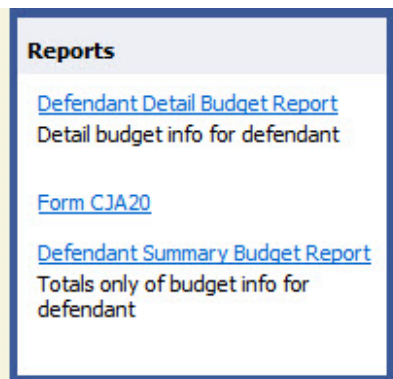 Reports
Defendant Detail Budget Report
Detail budget info for defendant
Form CJA20
Defendant Summary Budget Report
Totals only of budget info for
defendant